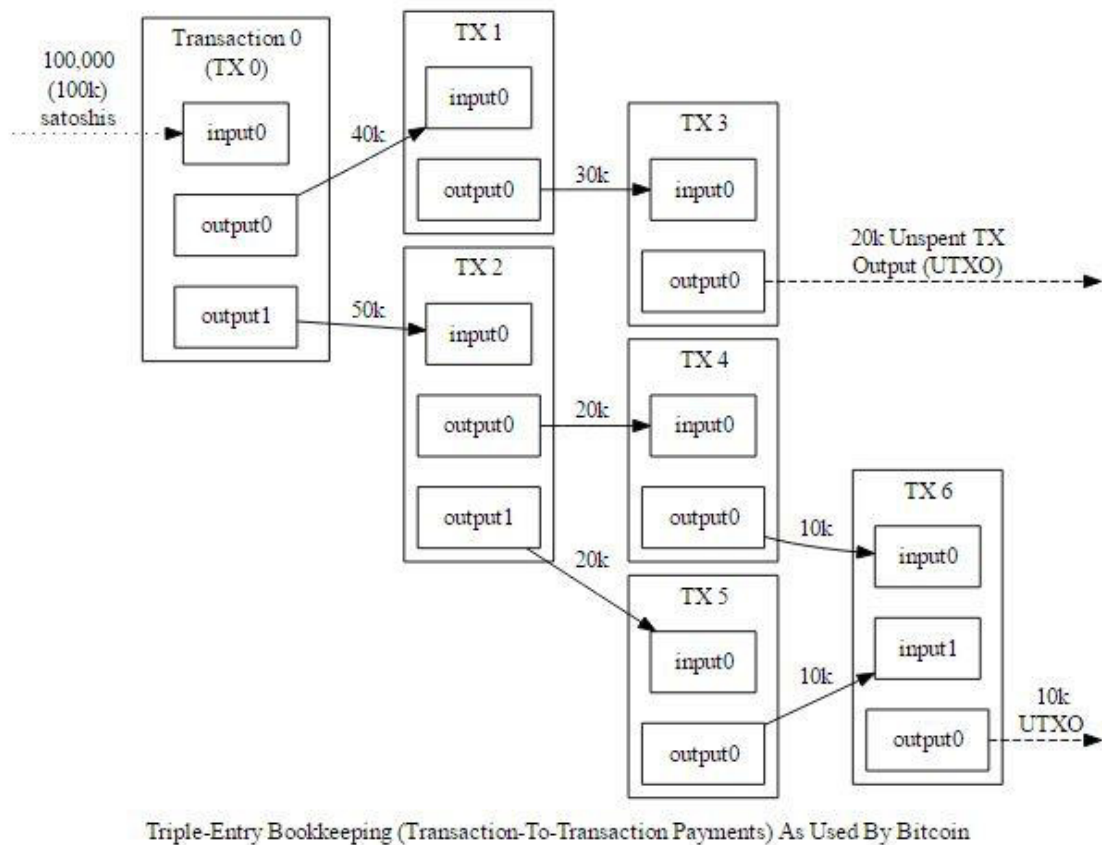 100,000
(100k)
satoshis
Transaction 0
(TX 0)
input0
output0
output1
40k
50k
TX 1
input0
output0
30k
TX 2
input0
output0
output1
20k
20k
TX 3
input0
output0
20k Unspent TX
Output (UTXO)
TX 4
input0
output0
10k
TX 5
input0
output0
10k
TX 6
input0
input1
output0
10k
UTXO
Triple-Entry Bookkeeping (Transaction-To-Transaction Payments) As Used By Bitcoin